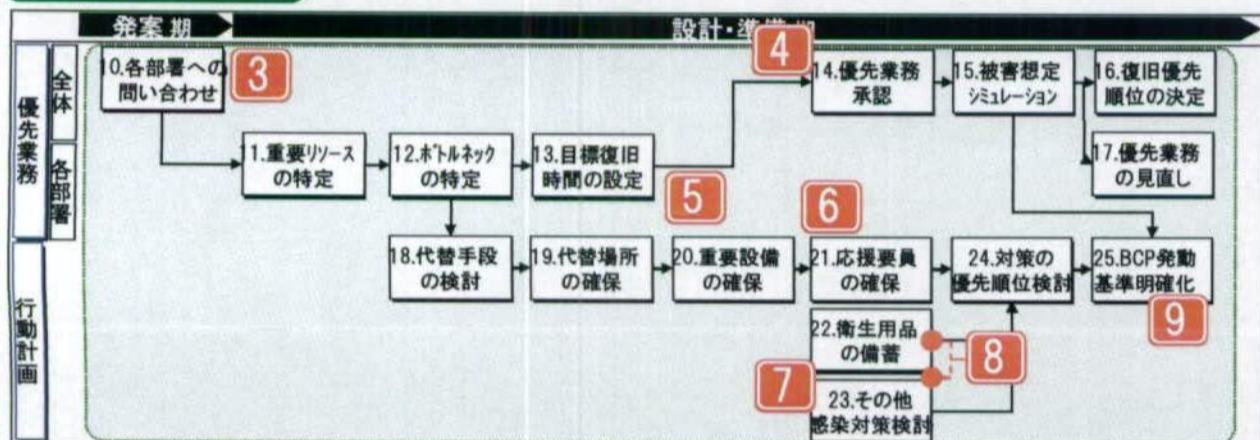 発案期
設計・準備期
優先業務
全体
各部署
行動計画
10.各部署への
問い合わせ
3
4
14.優先業務
承認
15.被害想定
シミュレーション
16.復旧優先
順位の決定
11.重要リソース
の特定
12.ボトルネック
の特定
13.目標復旧
時間の設定
17.優先業務
の見直し
5
6
18.代替手段
の検討
19.代替場所
の確保
20.重要設備
の確保
21.応援要員
の確保
24.対策の
優先順位検討
25.BCP発動
基準明確化
9
22.衛生用品
の備蓄
8
7
23.その他
感染対策検討